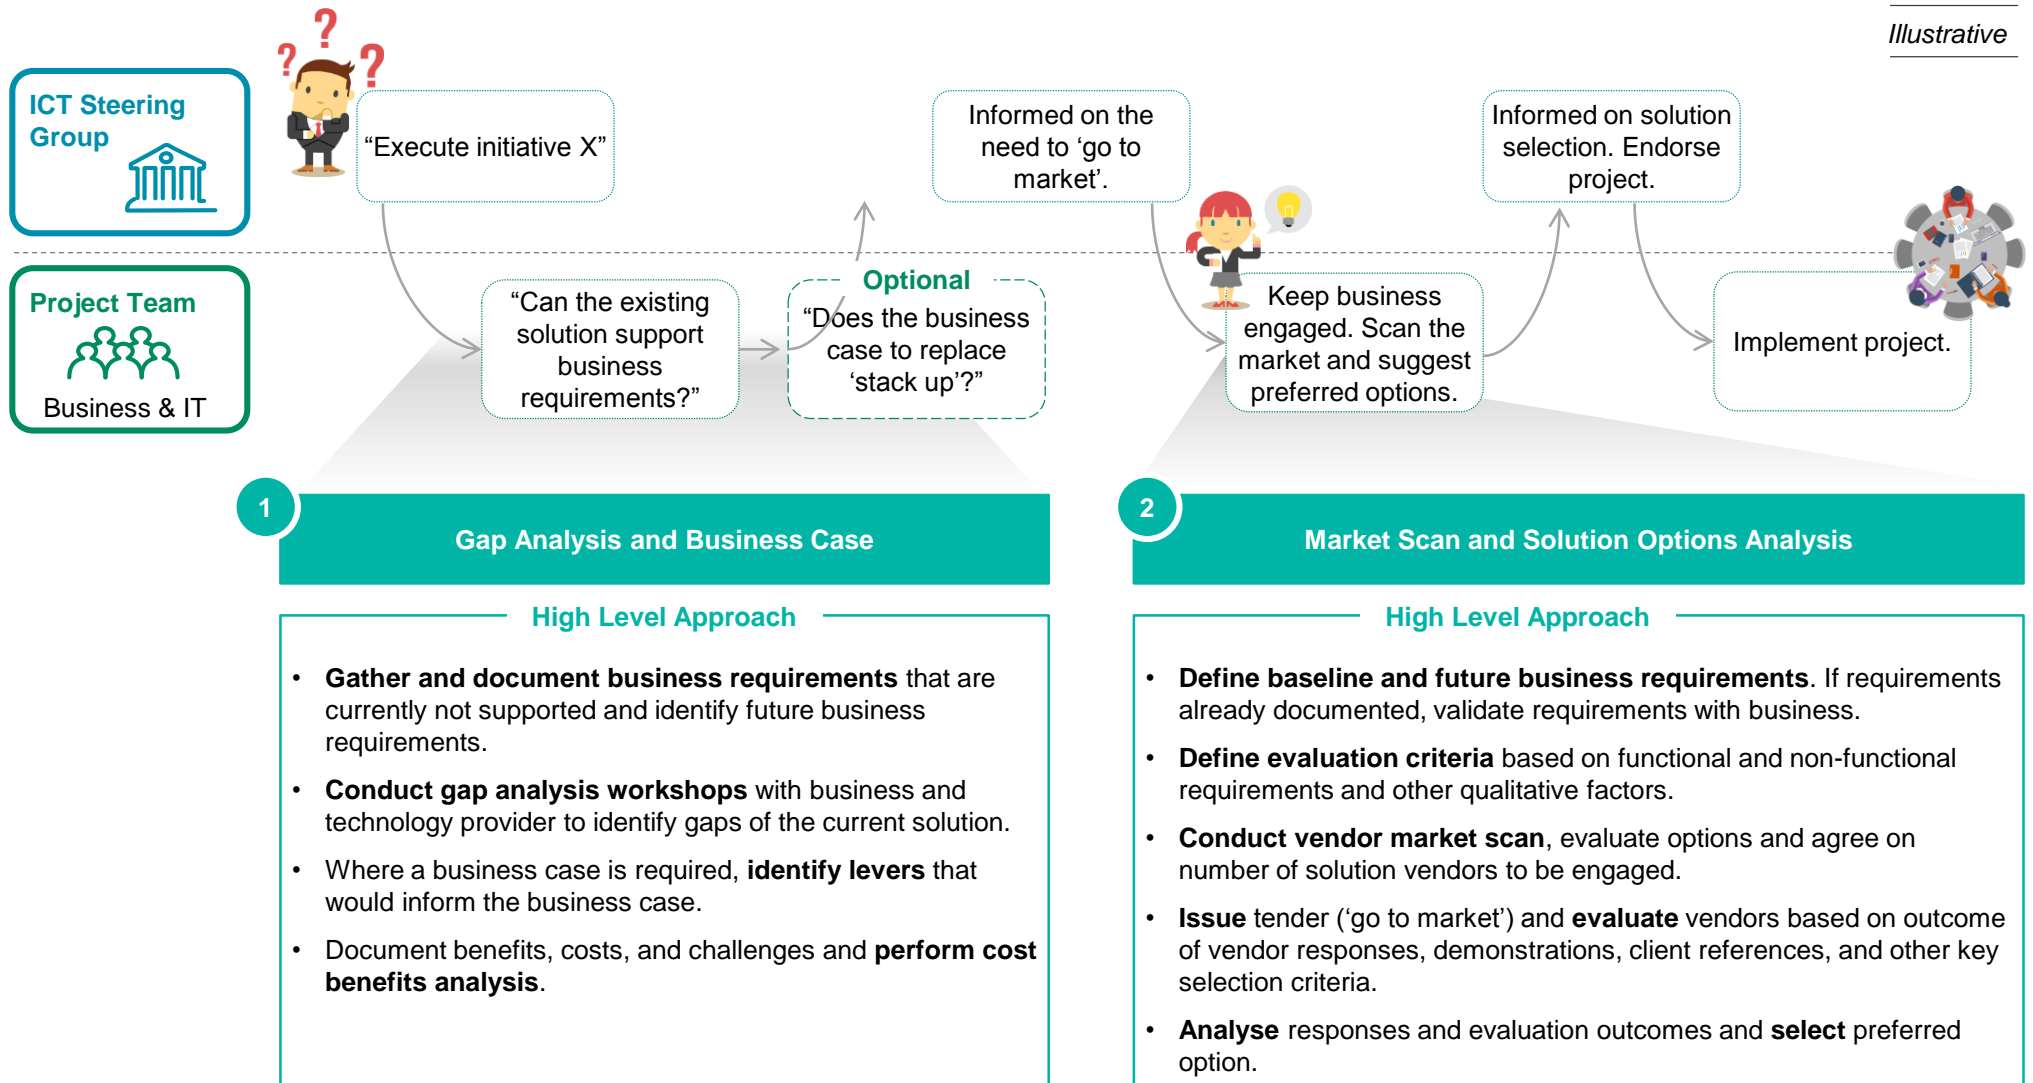 Illustrative
ICT Steering
Group
“Execute initiative X”
Informed on the
need to ‘go to
market’.
Informed on solution
selection. Endorse
project.
Project Team
Business & IT
“Can the existing
solution support
business
requirements?”
Optional
“Does the business
case to replace
‘stack up’?”
Keep business
engaged. Scan the
market and suggest
preferred options.
Implement project.
1
Gap Analysis and Business Case
High Level Approach
• Gather and document business requirements that are
currently not supported and identify future business
requirements.
• Conduct gap analysis workshops with business and
technology provider to identify gaps of the current solution.
• Where a business case is required, identify levers that
would inform the business case.
• Document benefits, costs, and challenges and perform cost
benefits analysis.
2
Market Scan and Solution Options Analysis
High Level Approach
• Define baseline and future business requirements. If requirements
already documented, validate requirements with business.
• Define evaluation criteria based on functional and non-functional
requirements and other qualitative factors.
• Conduct vendor market scan, evaluate options and agree on
number of solution vendors to be engaged.
• Issue tender (‘go to market’) and evaluate vendors based on outcome
of vendor responses, demonstrations, client references, and other key
selection criteria.
• Analyse responses and evaluation outcomes and select preferred
option.